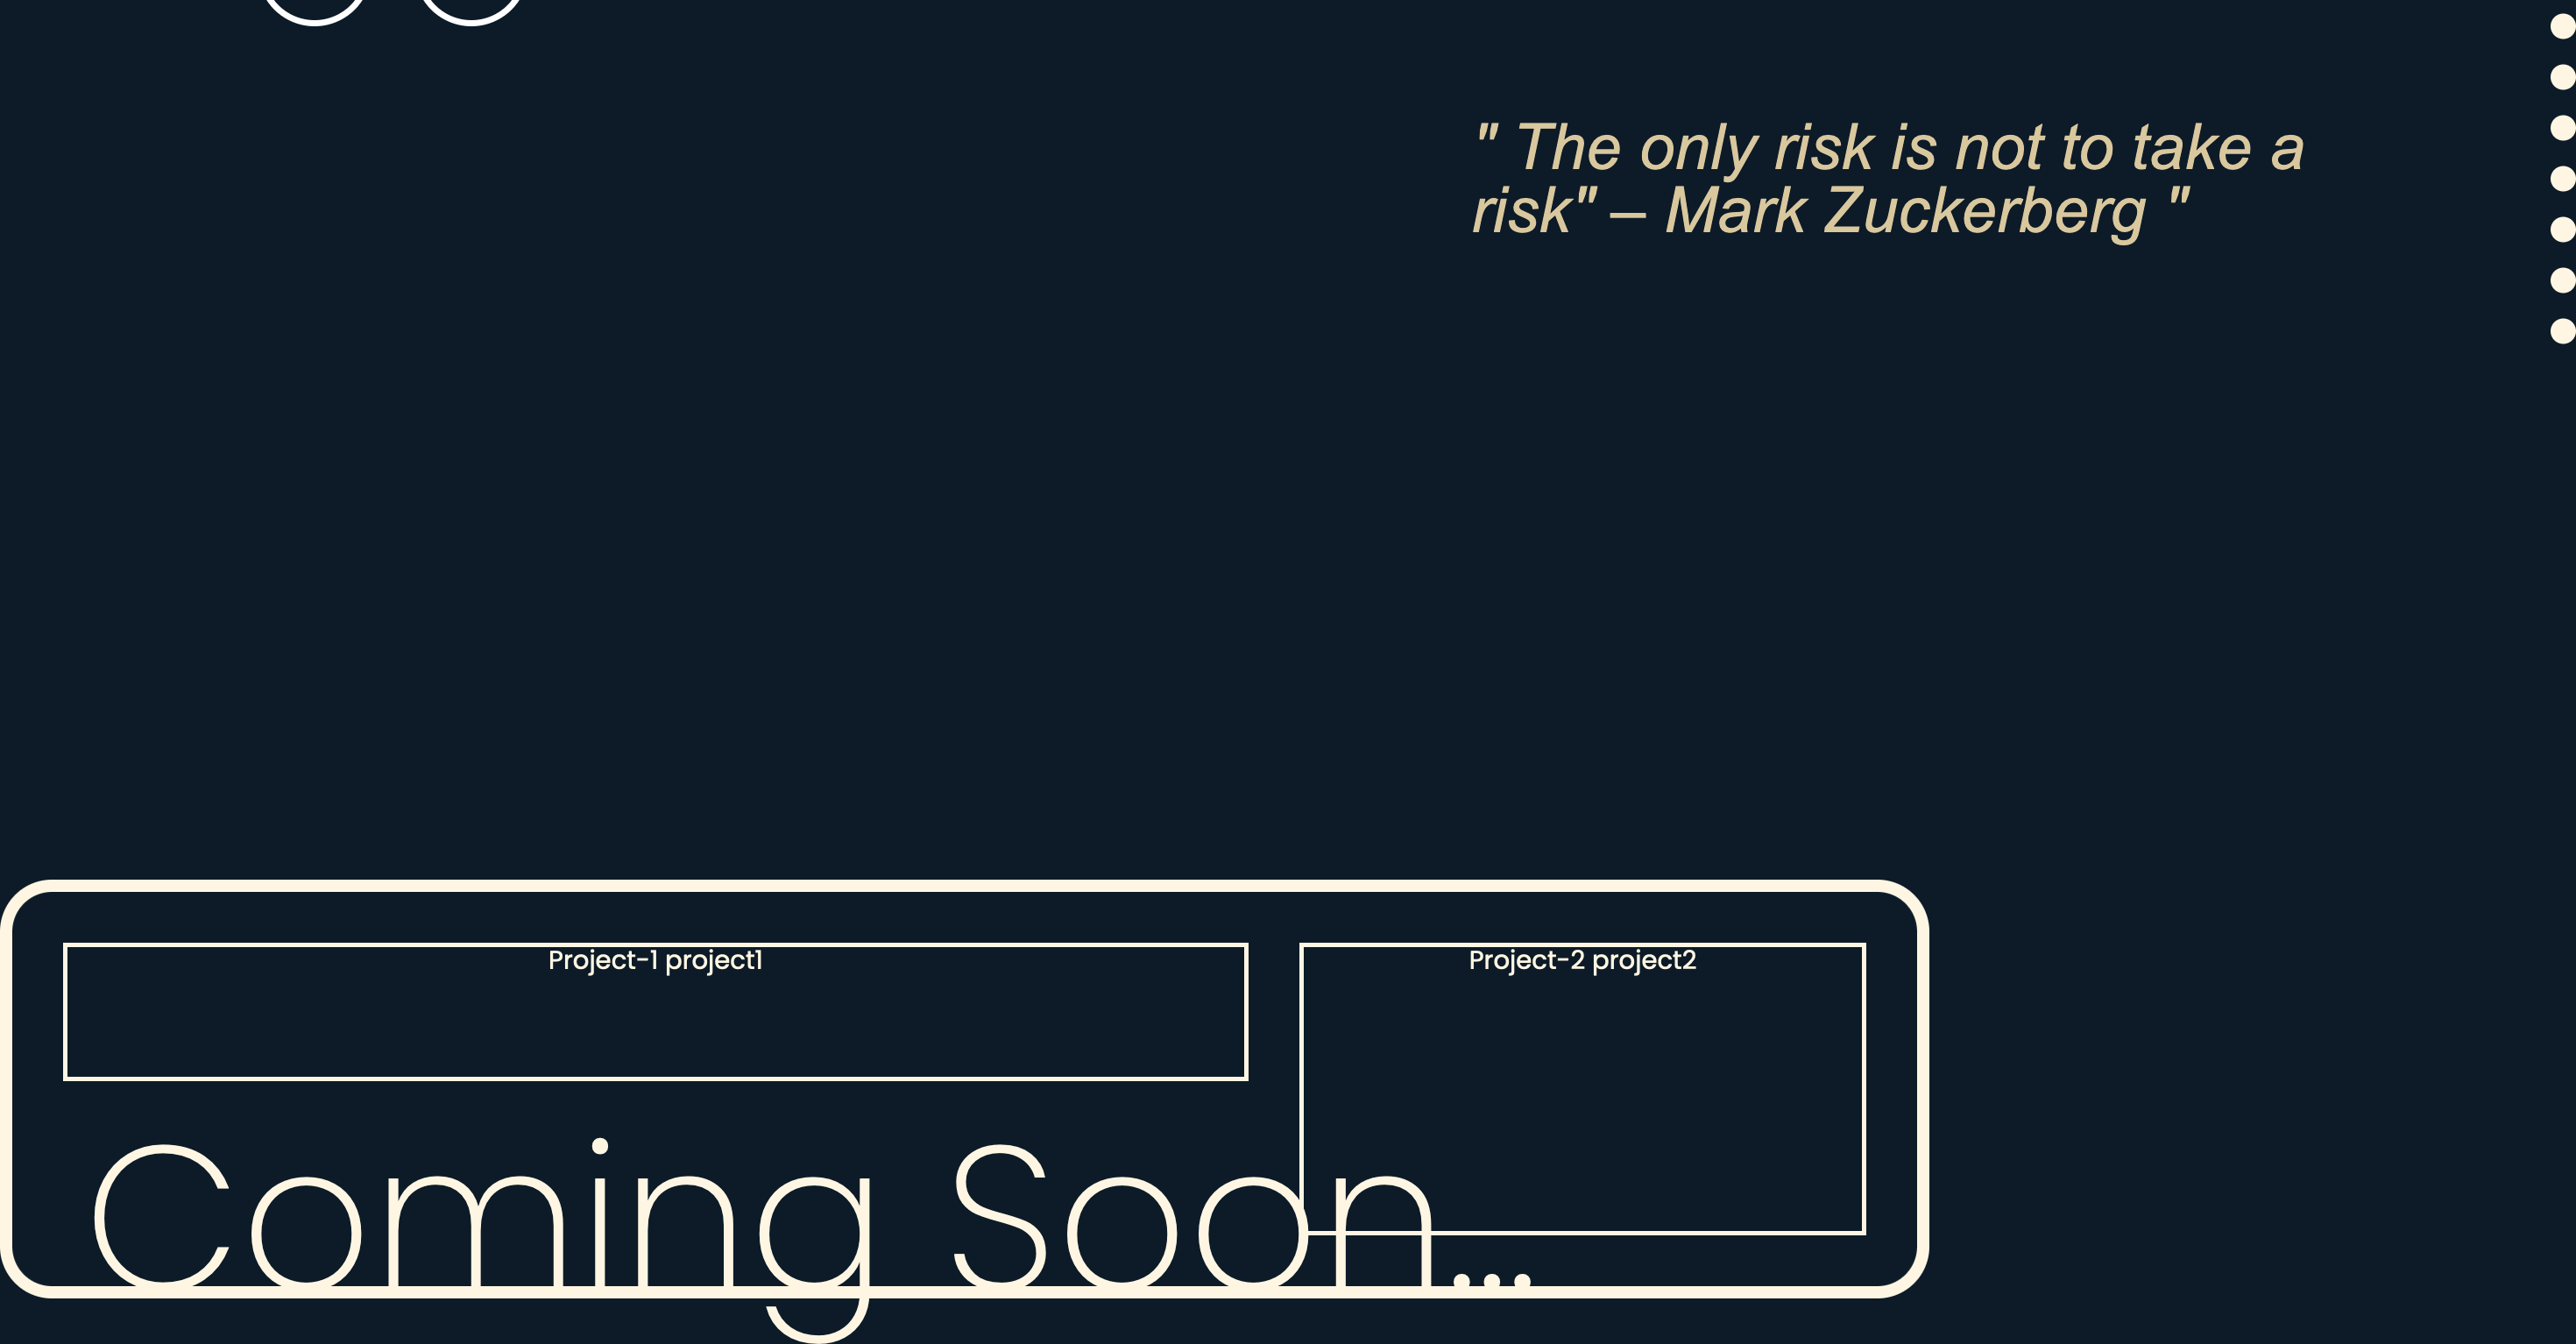 " The only risk is not to take a
risk" – Mark Zuckerberg "
Project-1 project1
Project-2 project2
Coming Soon...